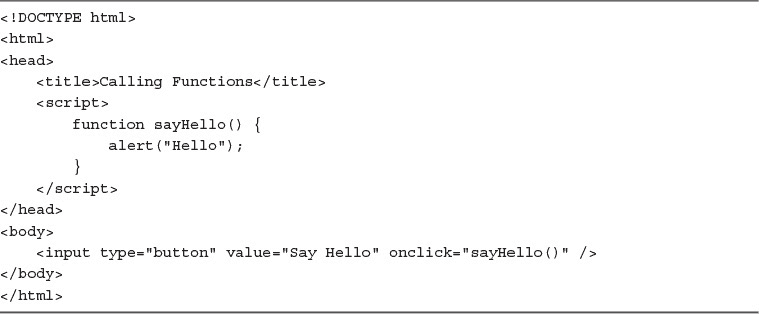 <!DOCTYPE html>
<html>
<head>
    <title>Calling Functions</title>
    <script>
        function sayHello() {
            alert("Hello");
        }
    </script>
</head>
<body>
    <input type="button" value="Say Hello" onclick="sayHello()" />
</body>
</html>